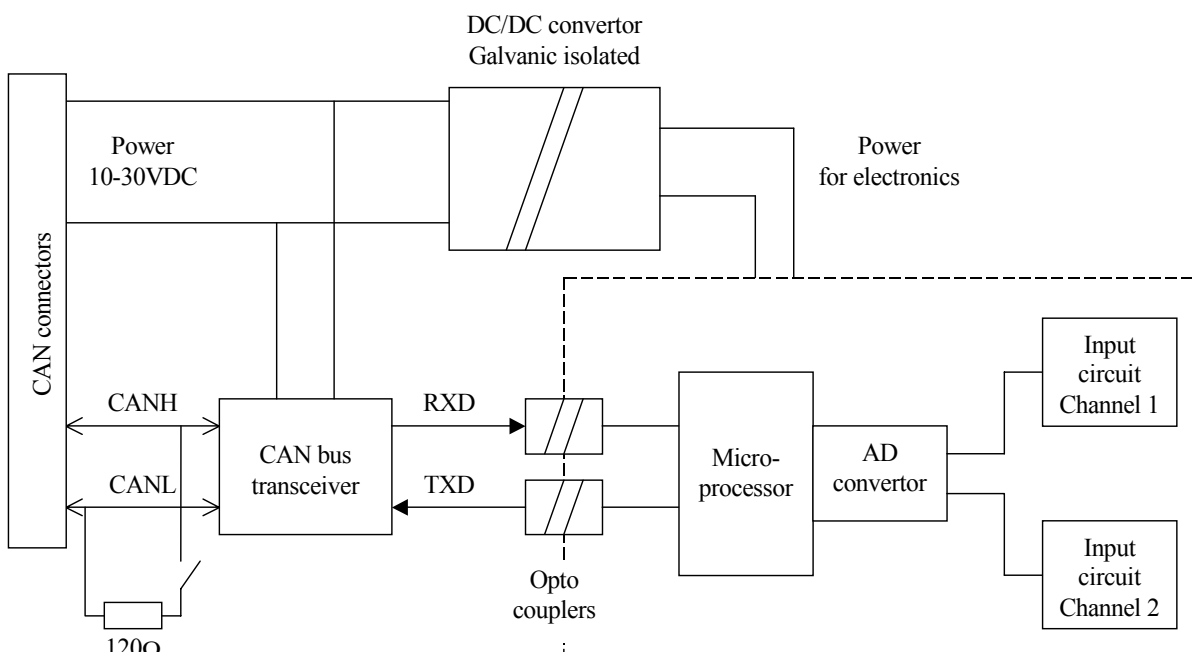 DC/DC convertor
Galvanic isolated
Power
10-30VDC
Power
for electronics
CAN connectors
CANH
CANL
CAN bus
transceiver
RXD
TXD
Opto
couplers
Micro-
processor
AD
convertor
Input
circuit
Channel 1
Input
circuit
Channel 2
120Ω